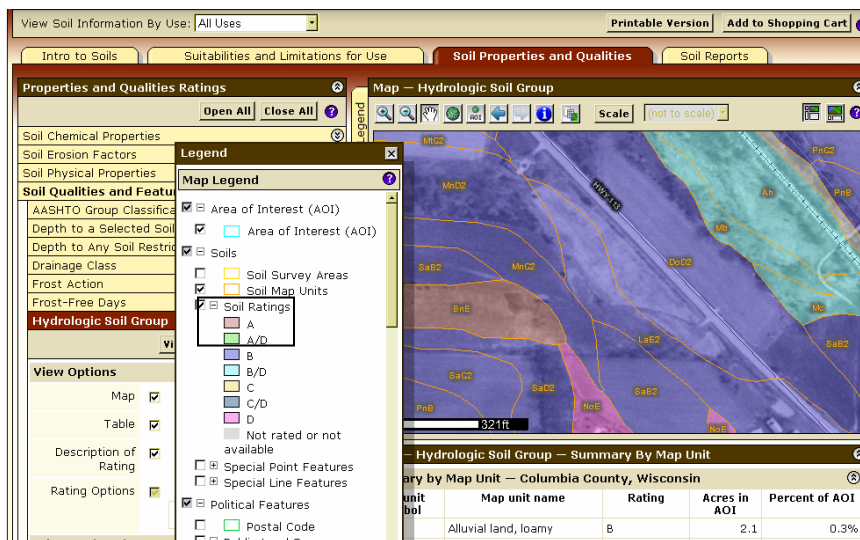 View Soil Information By Use: All Uses
Printable Version Add to Shopping Cart
Intro to Soils Suitabilities and Limitations for Use Soil Properties and Qualities Soil Reports
Properties and Qualities Ratings
Open All Close All
Soil Chemical Properties
Soil Erosion Factors
Soil Physical Properties
Soil Qualities and Featur
AASHTO Group Classifica
Depth to a Selected Soil
Depth to Any Soil Restric
Drainage Class
Frost Action
Frost-Free Days
Hydrologic Soil Group
Vi
View Options
Map
Table
Description of
Rating
Rating Options
Legend
Legend
Map Legend
Area of Interest (AOI)
Area of Interest (AOI)
Soils
Soil Survey Areas
Soil Map Units
Soil Ratings
A
A/D
B
B/D
C
C/D
D
Not rated or not
available
Special Point Features
Special Line Features
Political Features
Postal Code
Map — Hydrologic Soil Group
AOI
Scale (not to scale)
MtG2
PnC2
MnD2
HWY-113
Ah
PnB
Mb
SaB2
MnC2
DoD2
BnE
Mc
LaE2
SaB2
SaC2
SaD2
SaB2
PnB
NoE
NoE
321ft
— Hydrologic Soil Group — Summary By Map Unit
ary by Map Unit — Columbia County, Wisconsin
unit
bol
Map unit name
Rating
Acres in
AOI
Percent of AOI
Alluvial land, loamy B 2.1 0.3%